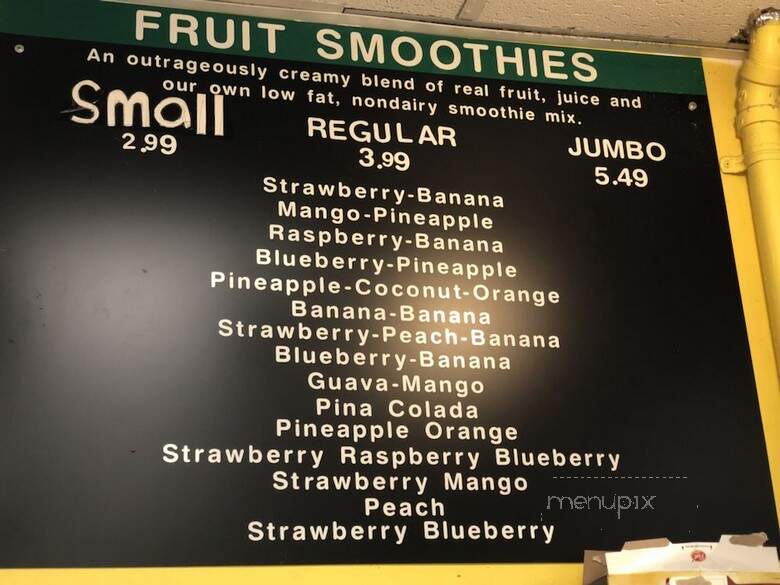 FRUIT SMOOTHIES
An outrageously creamy blend of real fruit, juice and
our own low fat, nondairy smoothie mix.
Small REGULAR JUMBO
2.99 3.99 5.49
Strawberry-Banana
Mango-Pineapple
Raspberry-Banana
Blueberry-Pineapple
Pineapple-Coconut-Orange
Banana-Banana
Strawberry-Peach-Banana
Blueberry-Banana
Guava-Mango
Pina Colada
Pineapple Orange
Strawberry Raspberry Blueberry
Strawberry Mango
Peach
Strawberry Blueberry
menupix